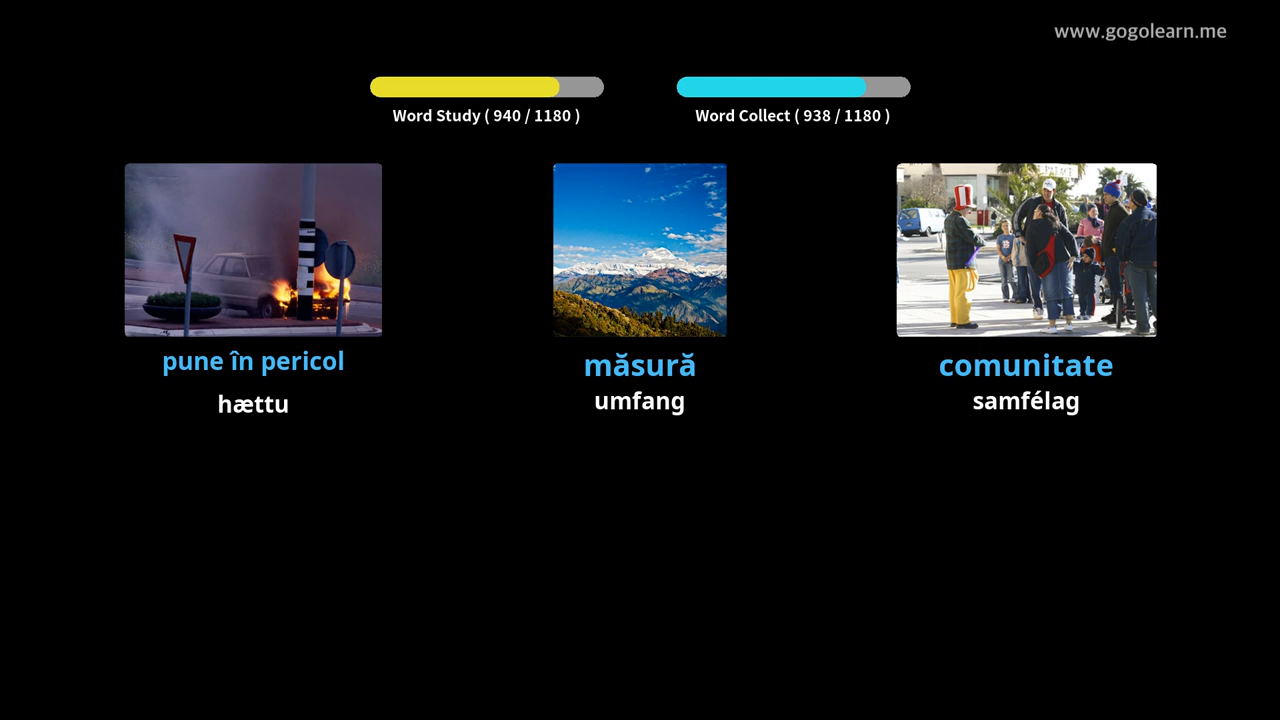 www.gogolearn.me
Word Study ( 940 / 1180 )
Word Collect ( 938 / 1180 )
pune în pericol
hættu
măsură
umfang
comunitate
samfélag